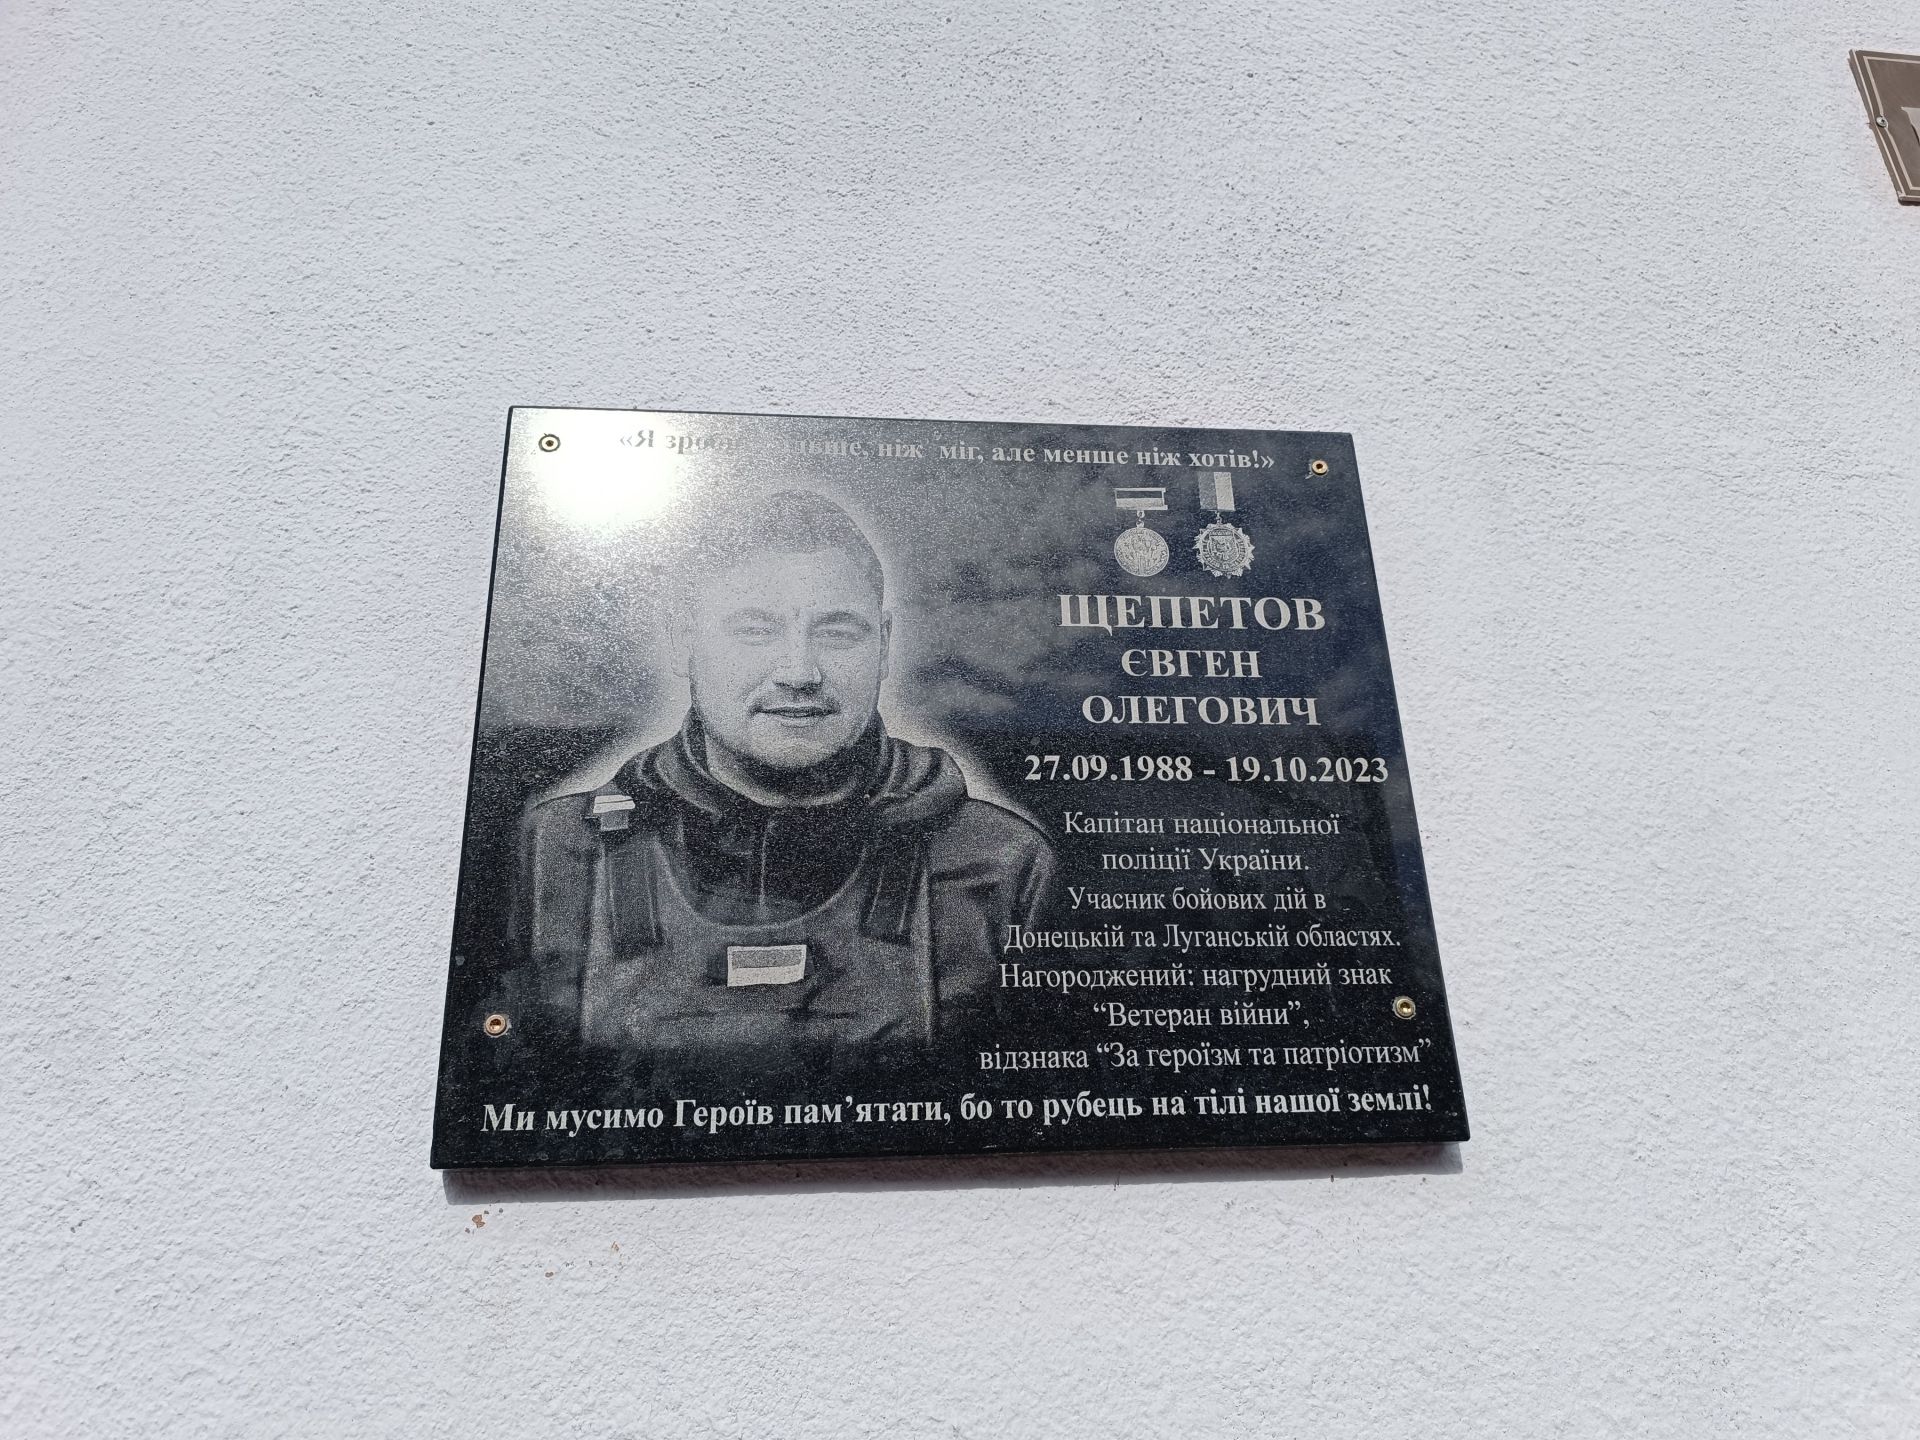 «Я ніж міг, але менше ніж хотів!»
ЩЕПЕТОВ
ЄВГЕН
ОЛЕГОВИЧ
27.09.1988 - 19.10.2023
Капітан національної
поліції України.
Учасник бойових дій в
Донецькій та Луганській областях.
Нагороджений: нагрудний знак
“Ветеран війни”,
відзнака “За героїзм та патріотизм”
Ми мусимо Героїв пам’ятати, бо то рубець на тілі нашої землі!